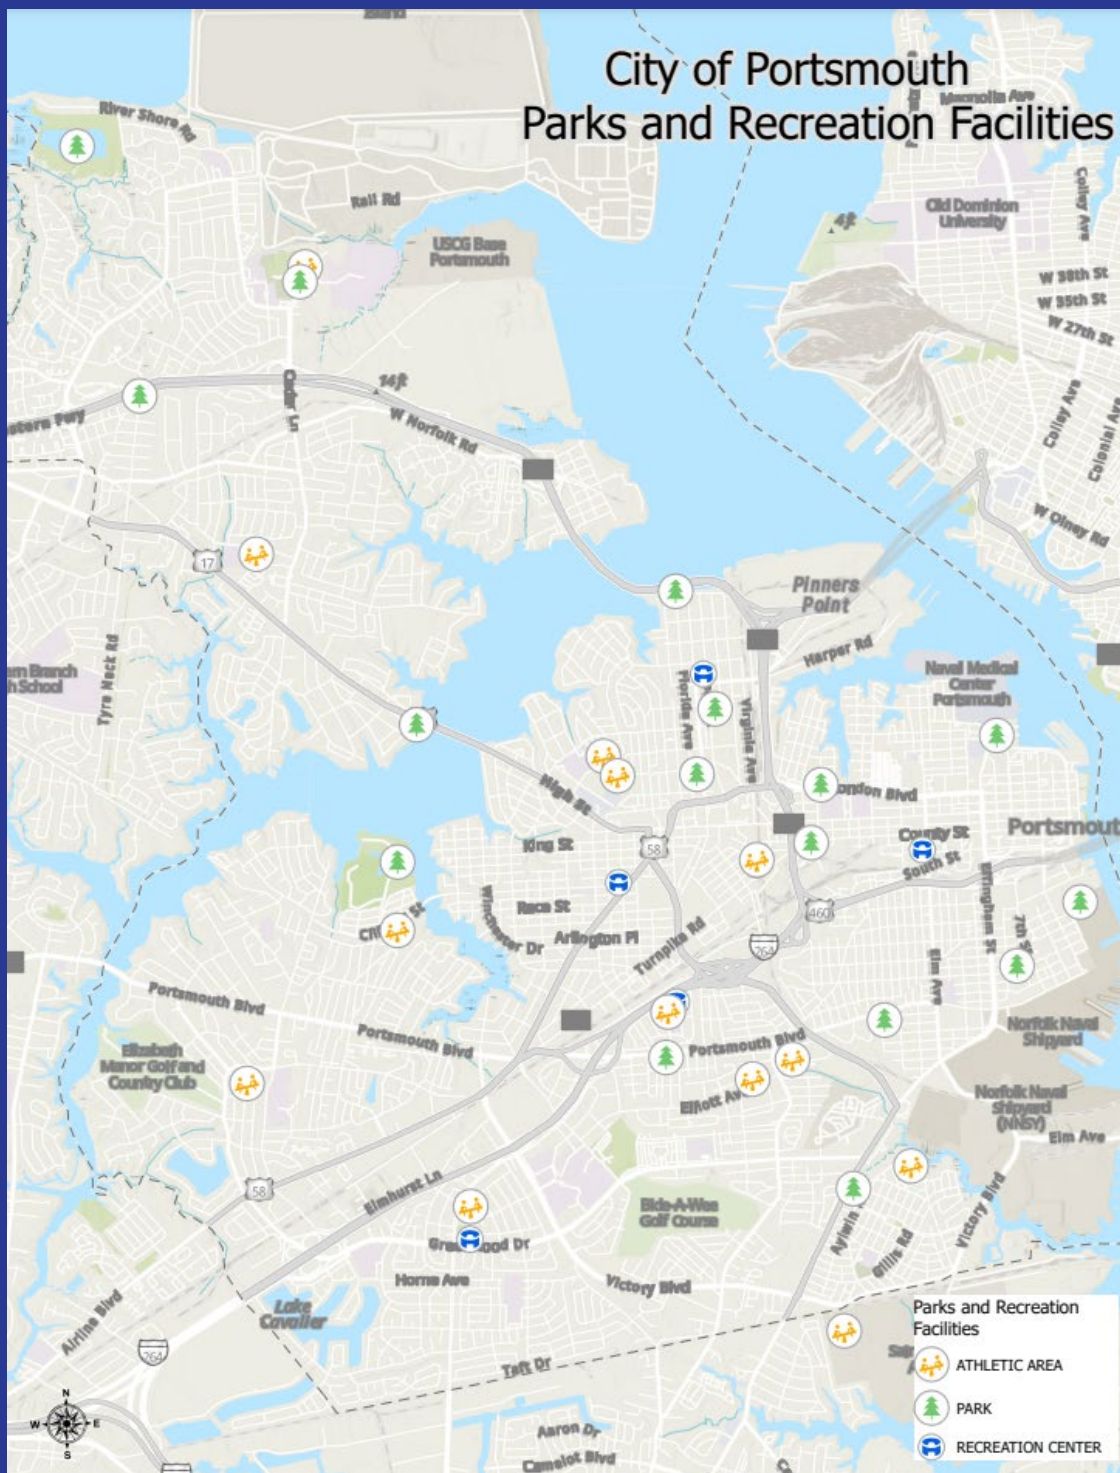 City of Portsmouth
Parks and Recreation Facilities
River Shore Rd
Magnolia Ave
Colley Ave
Rail Rd
USCG Base
Portsmouth
Old Dominion
University
4ft
W 38th St
W 35th St
W 27th St
14ft
Cedar Ln
W Norfolk Rd
Colley Ave
Colonial Ave
W Olney Rd
17
Pinners
Point
Harper Rd
Tyre Neck Rd
Florida Ave
Virginia Ave
Naval Medical
Center
Portsmouth
High St
London Blvd
King St
58
County St
Portsmout
South St
Effingham St
Winchester Dr
Race St
Arlington Pl
Turnpike Rd
460
264
7th St
Elm Ave
Portsmouth Blvd
Portsmouth Blvd
Portsmouth Blvd
Elizabeth
Manor Golf and
Country Club
Elliott Av
Norfolk Naval
Shipyard
Norfolk Naval
Shipyard
(NNSY)
Elm Ave
58
Elmhurst Ln
Bide-A-Wee
Golf Course
Aylwin
Gillis Rd
Victory Blvd
Horne Ave
Victory Blvd
Lake
Cavalier
Airline Blvd
264
Taft Dr
Aaron Dr
Camelot Blvd
N
W E
S
Parks and Recreation
Facilities
ATHLETIC AREA
PARK
RECREATION CENTER